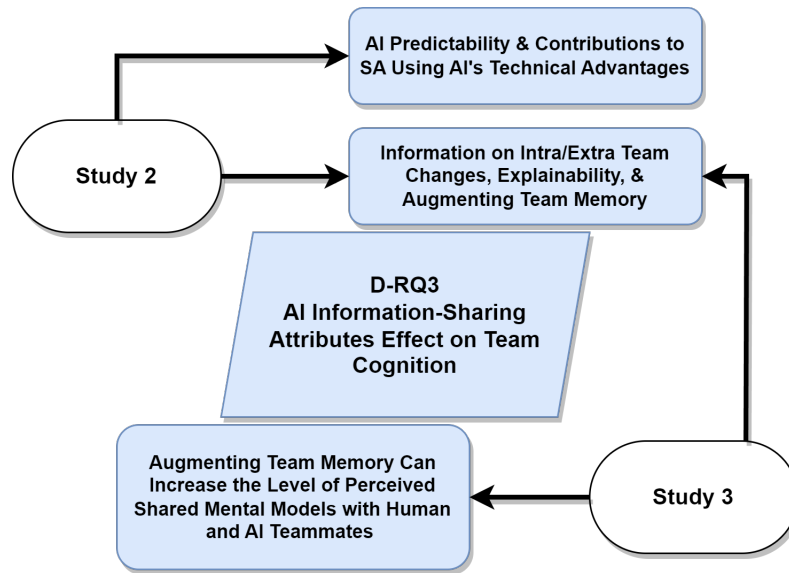 AI Predictability & Contributions to
SA Using AI's Technical Advantages
Study 2
Information on Intra/Extra Team
Changes, Explainability, &
Augmenting Team Memory
D-RQ3
AI Information-Sharing
Attributes Effect on Team
Cognition
Augmenting Team Memory Can
Increase the Level of Perceived
Shared Mental Models with Human
and AI Teammates
Study 3